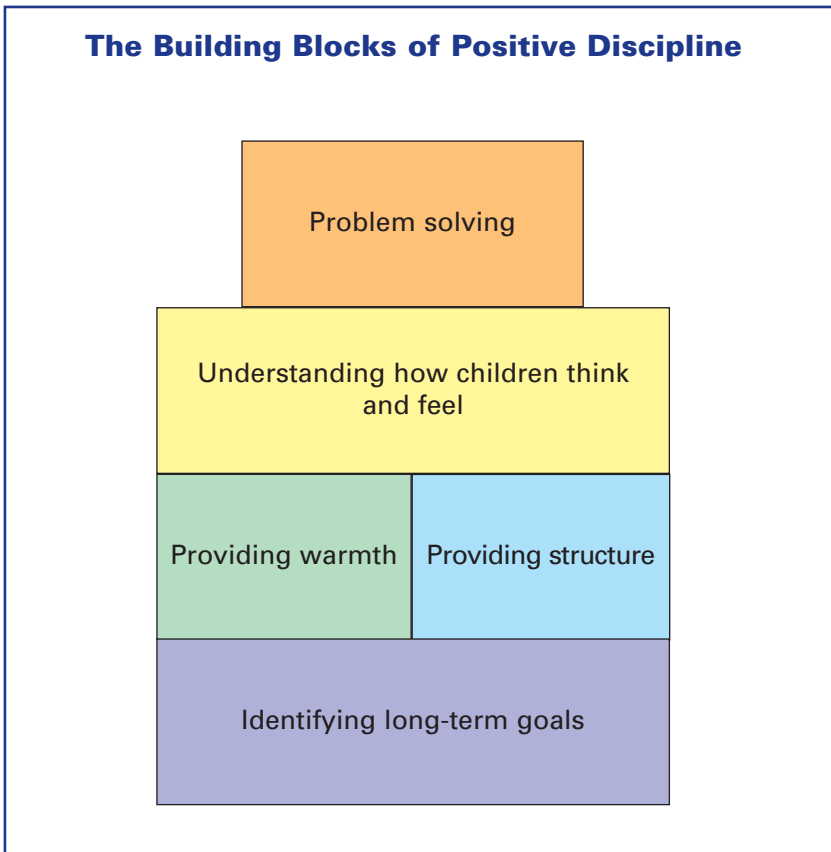 The Building Blocks of Positive Discipline
Problem solving
Understanding how children think
and feel
Providing warmth
Providing structure
Identifying long-term goals